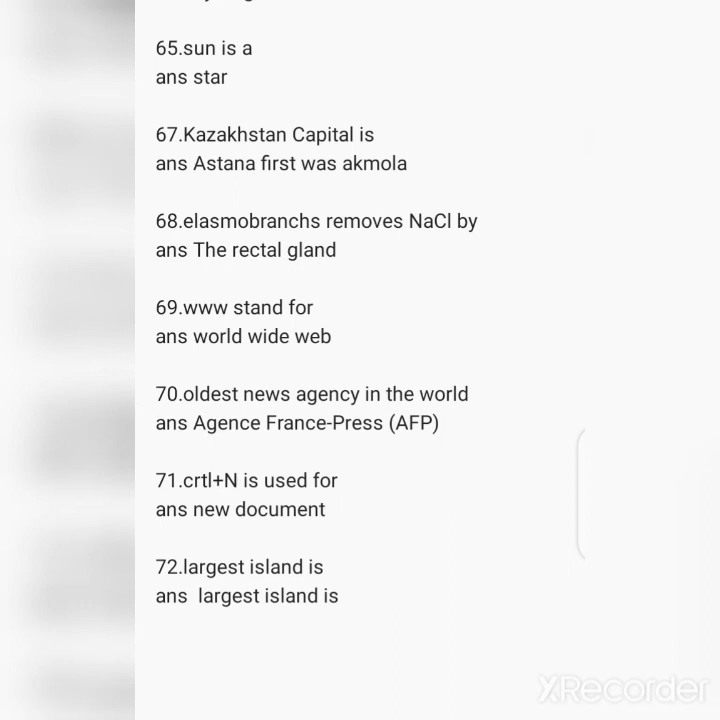 65.sun is a
ans star
67.Kazakhstan Capital is
ans Astana first was akmola
68.elasmobranchs removes NaCl by
ans The rectal gland
69.www stand for
ans world wide web
70.oldest news agency in the world
ans Agence France-Press (AFP)
71.crtl+N is used for
ans new document
72.largest island is
ans largest island is
XRecorder